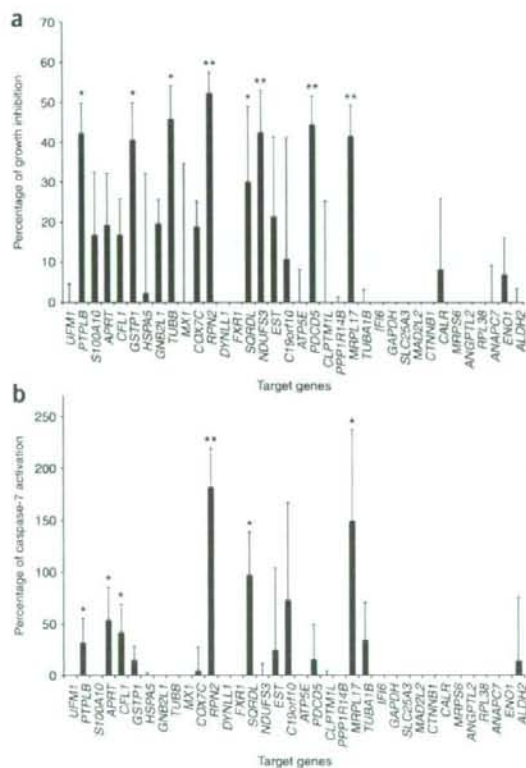 a
Percentage of growth inhibition
70
60
50
40
30
20
10
0
* * * ** * ** ** **
UFM1 PTPLB S100A10 APRT CFL1 GSTP1 HSPA5 GNB2L1 TUBB MX1 COX7C RPN2 DYNLL1 FXR1 SQRDL NDUFS3 EST C19orf10 ATP5E PDCD5 CLPTM1L PPP1R14B MRPL17 TUBA1B IFI6 GAPDH SLC25A3 MAD2L2 CTNNB1 CALR MRPS6 ANGPTL2 RPL38 ANAPC7 ENO1 ALDH2
Target genes
b
Percentage of caspase-7 activation
250
200
150
100
50
0
* * * ** * *
UFM1 PTPLB S100A10 APRT CFL1 GSTP1 HSPA5 GNB2L1 TUBB MX1 COX7C RPN2 DYNLL1 FXR1 SQRDL NDUFS3 EST C19orf10 ATP5E PDCD5 CLPTM1L PPP1R14B MRPL17 TUBA1B IFI6 GAPDH SLC25A3 MAD2L2 CTNNB1 CALR MRPS6 ANGPTL2 RPL38 ANAPC7 ENO1
Target genes